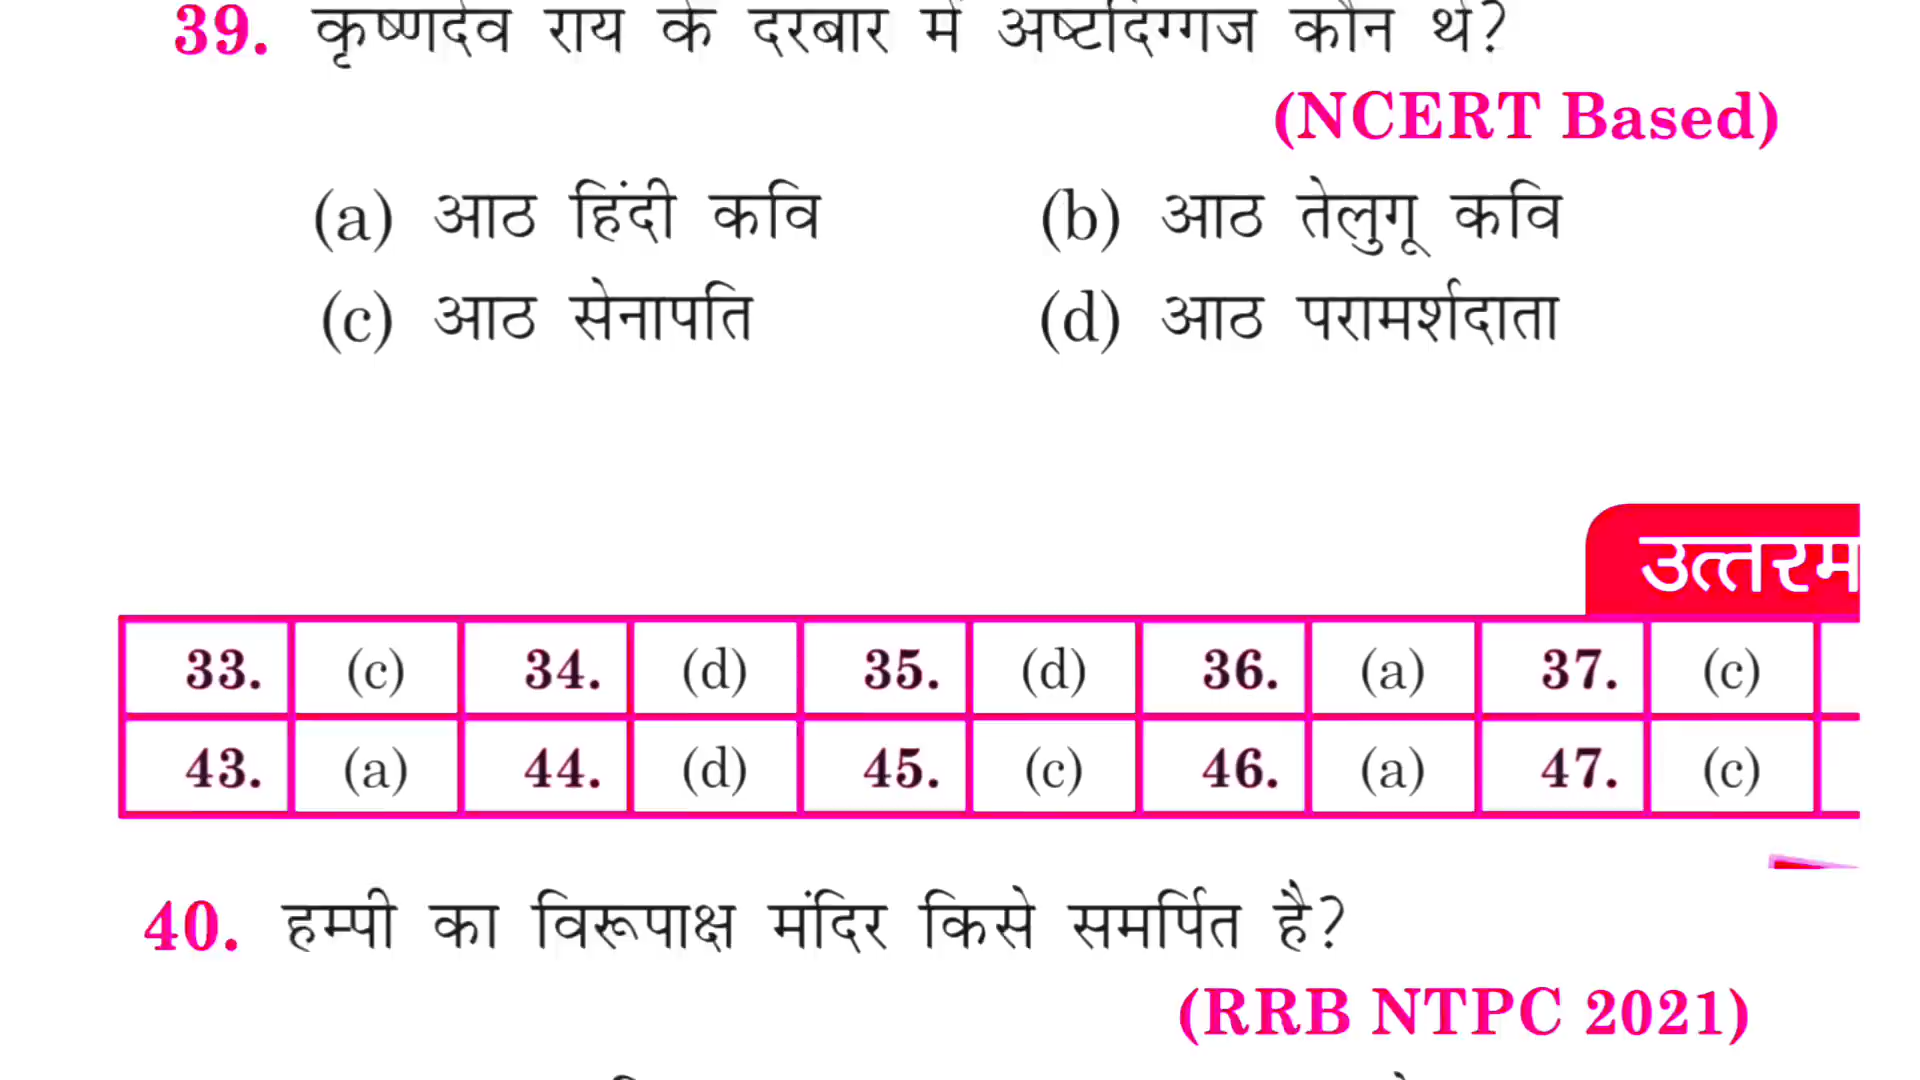 39. कृष्णदेव राय के दरबार में अष्टदिग्गज कौन थे?
(NCERT Based)
(a) आठ हिंदी कवि (b) आठ तेलुगू कवि
(c) आठ सेनापति (d) आठ परामर्शदाता
उत्तरम
33. (c) 34. (d) 35. (d) 36. (a) 37. (c)
43. (a) 44. (d) 45. (c) 46. (a) 47. (c)
40. हम्पी का विरूपाक्ष मंदिर किसे समर्पित है?
(RRB NTPC 2021)